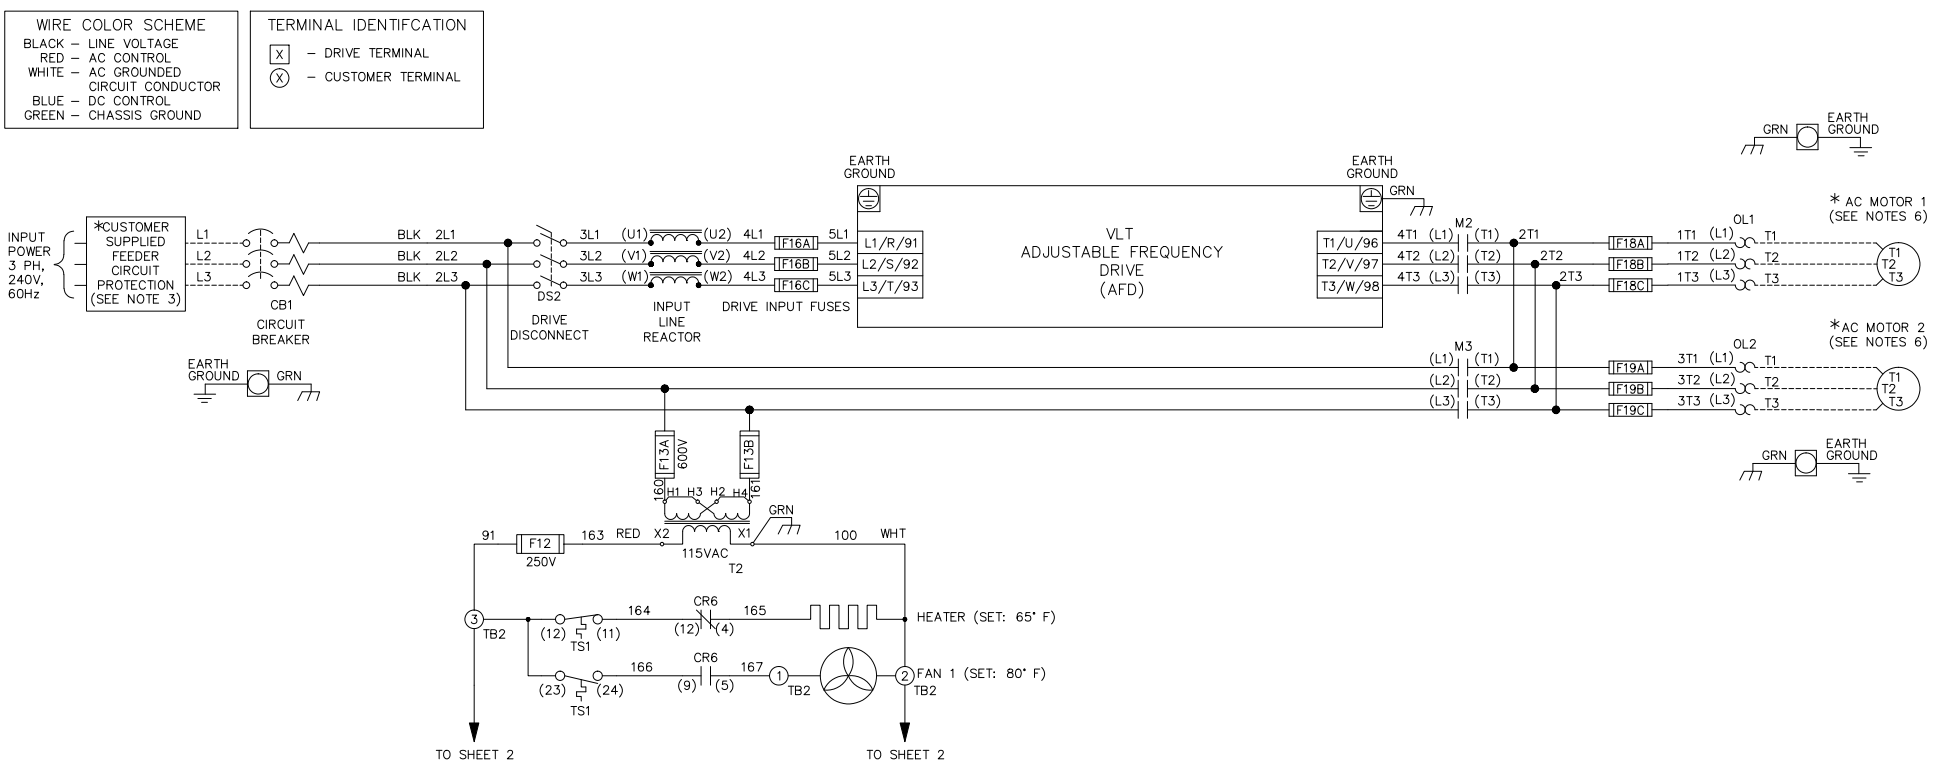 WIRE COLOR SCHEME
BLACK – LINE VOLTAGE
RED – AC CONTROL
WHITE – AC GROUNDED
CIRCUIT CONDUCTOR
BLUE – DC CONTROL
GREEN – CHASSIS GROUND
TERMINAL IDENTIFCATION
X – DRIVE TERMINAL
X – CUSTOMER TERMINAL
GRN
EARTH
GROUND
EARTH
GROUND
EARTH
GROUND
GRN
INPUT
POWER
3 PH,
240V,
60Hz
*CUSTOMER
SUPPLIED
FEEDER
CIRCUIT
PROTECTION
(SEE NOTE 3)
L1
L2
L3
CB1
CIRCUIT
BREAKER
BLK 2L1
BLK 2L2
BLK 2L3
DS2
DRIVE
DISCONNECT
3L1 (U1) (U2) 4L1 F16A 5L1
3L2 (V1) (V2) 4L2 F16B 5L2
3L3 (W1) (W2) 4L3 F16C 5L3
INPUT
LINE
REACTOR
DRIVE INPUT FUSES
L1/R/91
L2/S/92
L3/T/93
VLT
ADJUSTABLE FREQUENCY
DRIVE
(AFD)
T1/U/96
T2/V/97
T3/W/98
M2
4T1 (L1) (T1) 2T1 F18A 1T1 (L1) T1
4T2 (L2) (T2) 2T2 F18B 1T2 (L2) T2
4T3 (L3) (T3) 2T3 F18C 1T3 (L3) T3
OL1
* AC MOTOR 1
(SEE NOTES 6)
T1
T2
T3
M3
(L1) (T1) F19A 3T1 (L1) T1
(L2) (T2) F19B 3T2 (L2) T2
(L3) (T3) F19C 3T3 (L3) T3
OL2
*AC MOTOR 2
(SEE NOTES 6)
T1
T2
T3
EARTH
GROUND
GRN
GRN
EARTH
GROUND
F13A
600V
F13B
160
161
H1 H3 H2 H4
GRN
91 F12 163 RED X2 X1 100 WHT
250V
115VAC
T2
3
TB2
(12) (11)
TS1
164
CR6
(12) (4)
165
HEATER (SET: 65° F)
(23) (24)
TS1
166
CR6
(9) (5)
167
1
TB2
2
TB2
FAN 1 (SET: 80° F)
TO SHEET 2
TO SHEET 2